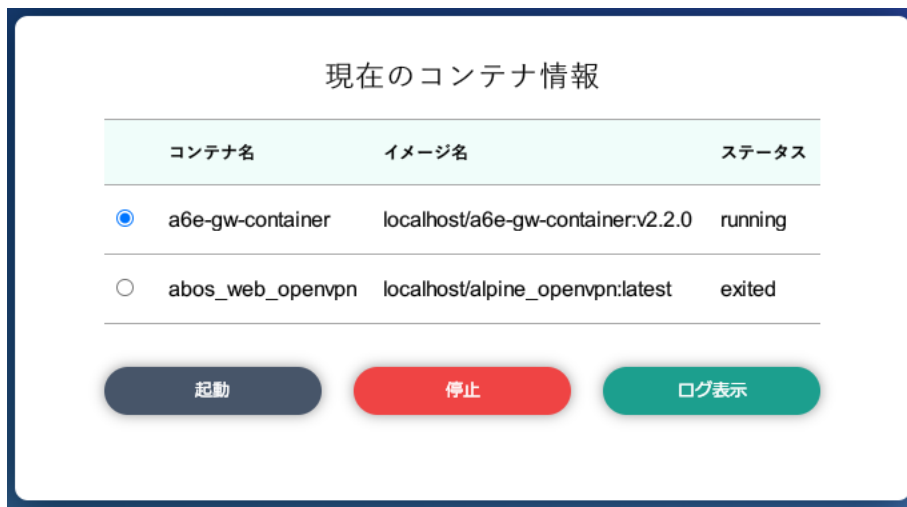 現在のコンテナ情報
コンテナ名 イメージ名 ステータス
a6e-gw-container localhost/a6e-gw-container:v2.2.0 running
abos_web_openvpn localhost/alpine_openvpn:latest exited
起動 停止 ログ表示